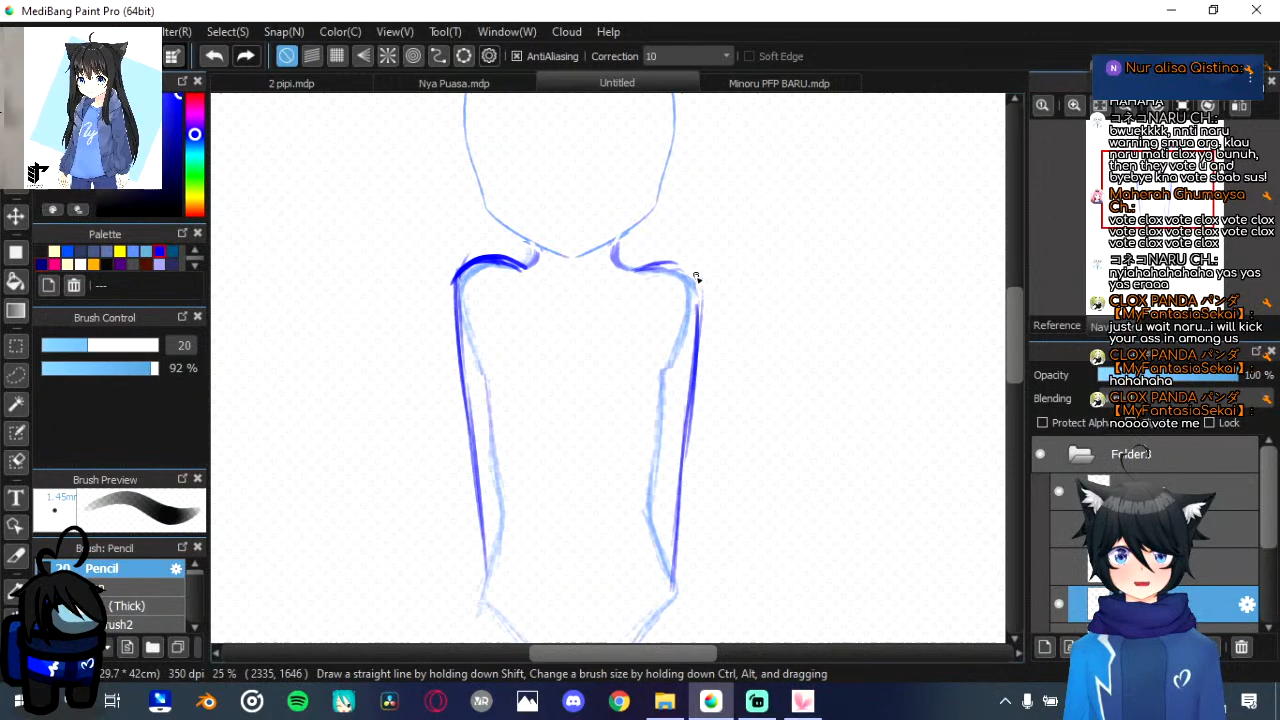 MediBang Paint Pro (64bit)
lter(R) Select(S) Snap(N) Color(C) View(V) Tool(T) Window(W) Cloud Help
AntiAliasing Correction 10 Soft Edge
2 pipi.mdp Nya Puasa.mdp Untitled Minoru PFP BARU.mdp
Nur alisa Qistina:
HAHAHA
コネコNARU CH.:
bwuekkkk, nnti naru
warning smua org, klau
naru mati clox yg bunuh,
then they vote u and
byebye kna vote sbab sus!
Maherah Ghumaysa
Ch.:
vote clox vote clox vote clox
vote clox vote clox vote clox
vote clox vote clox
コネコNARU CH.:
nylahahahahaha yas yas
yas eraaa
CLOX PANDA パンダ
【MyFantasiaSekai】:
just u wait naru...i will kick
your ass in among us
CLOX PANDA パンダ
【MyFantasiaSekai】:
hahahaha
CLOX PANDA パンダ
【MyFantasiaSekai】:
noooo vote me
Palette
---
Brush Control
20
92 %
Brush Preview
1.45m
Brush: Pencil
20 Pencil
(Thick)
Reference
Opacity 100 %
Blending
Protect Alph Lock
29.7 * 42cm) 350 dpi 25 % ( 2335, 1646 ) Draw a straight line by holding down Shift, Change a brush size by holding down Ctrl, Alt, and dragging